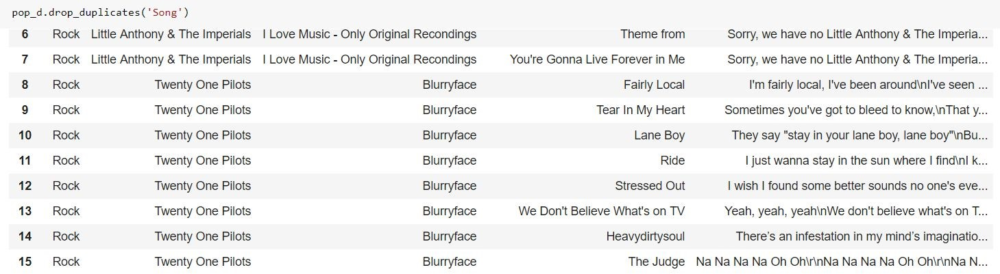 pop_d.drop_duplicates('Song')
6 Rock Little Anthony & The Imperials I Love Music - Only Original Recordings Theme from Sorry, we have no Little Anthony & The Imperia...
7 Rock Little Anthony & The Imperials I Love Music - Only Original Recordings You're Gonna Live Forever in Me Sorry, we have no Little Anthony & The Imperia...
8 Rock Twenty One Pilots Blurryface Fairly Local I'm fairly local, I've been around\nI've seen ...
9 Rock Twenty One Pilots Blurryface Tear In My Heart Sometimes you've got to bleed to know,\nThat y...
10 Rock Twenty One Pilots Blurryface Lane Boy They say "stay in your lane boy, lane boy"\nBu...
11 Rock Twenty One Pilots Blurryface Ride I just wanna stay in the sun where I find\nI k...
12 Rock Twenty One Pilots Blurryface Stressed Out I wish I found some better sounds no one's eve...
13 Rock Twenty One Pilots Blurryface We Don't Believe What's on TV Yeah, yeah, yeah\nWe don't believe what's on T...
14 Rock Twenty One Pilots Blurryface Heavydirtysoul There’s an infestation in my mind’s imaginatio...
15 Rock Twenty One Pilots Blurryface The Judge Na Na Na Na Oh Oh\r\nNa Na Na Na Oh Oh\r\nNa N...